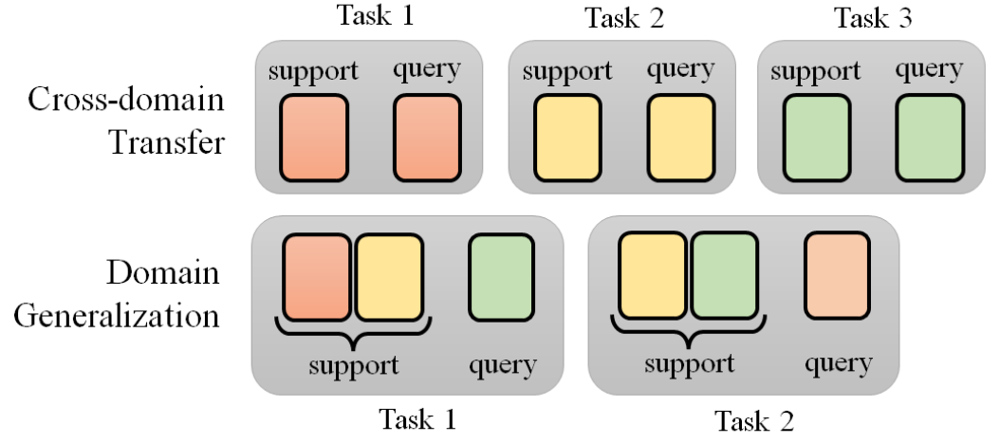 Task 1
Task 2
Task 3
support query
support query
support query
Cross-domain
Transfer
Domain
Generalization
support query
support query
Task 1
Task 2